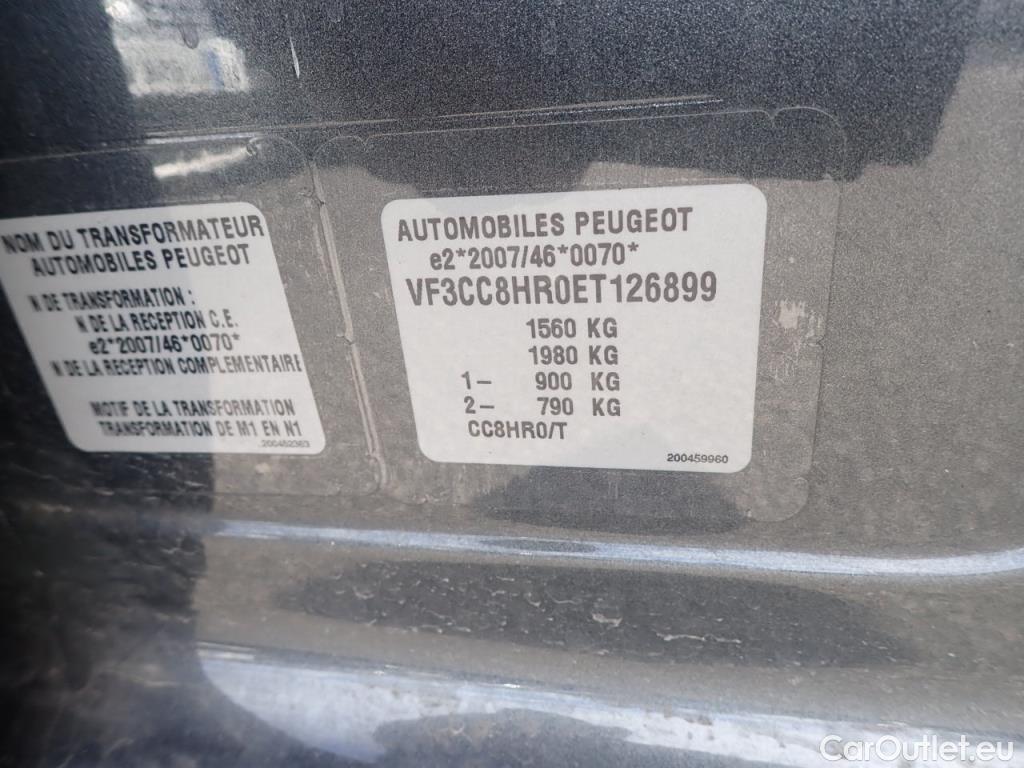 NOM DU TRANSFORMATEUR
AUTOMOBILES PEUGEOT
N DE TRANSFORMATION :
N DE LA RECEPTION C.E.
e2*2007/46*0070*
N DE LA RECEPTION COMPLEMENTAIRE
MOTIF DE LA TRANSFORMATION
TRANSFORMATION DE M1 EN N1
200452363
AUTOMOBILES PEUGEOT
e2*2007/46*0070*
VF3CC8HR0ET126899
1560 KG
1980 KG
1- 900 KG
2- 790 KG
CC8HR0/T
200459960
CarOutlet.eu